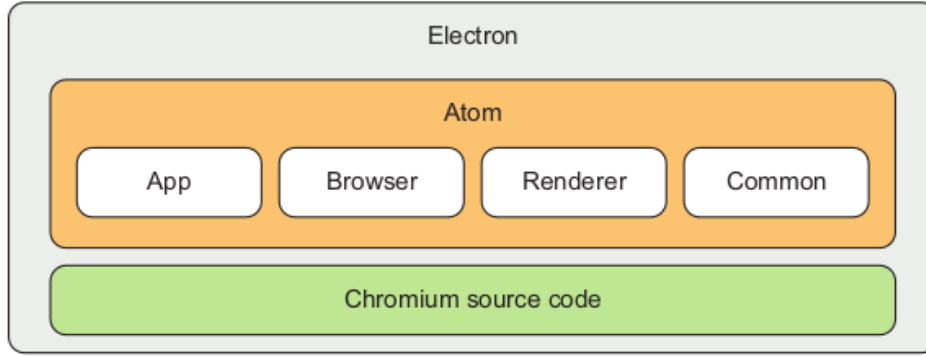 Electron
Atom
App Browser Renderer Common
Chromium source code